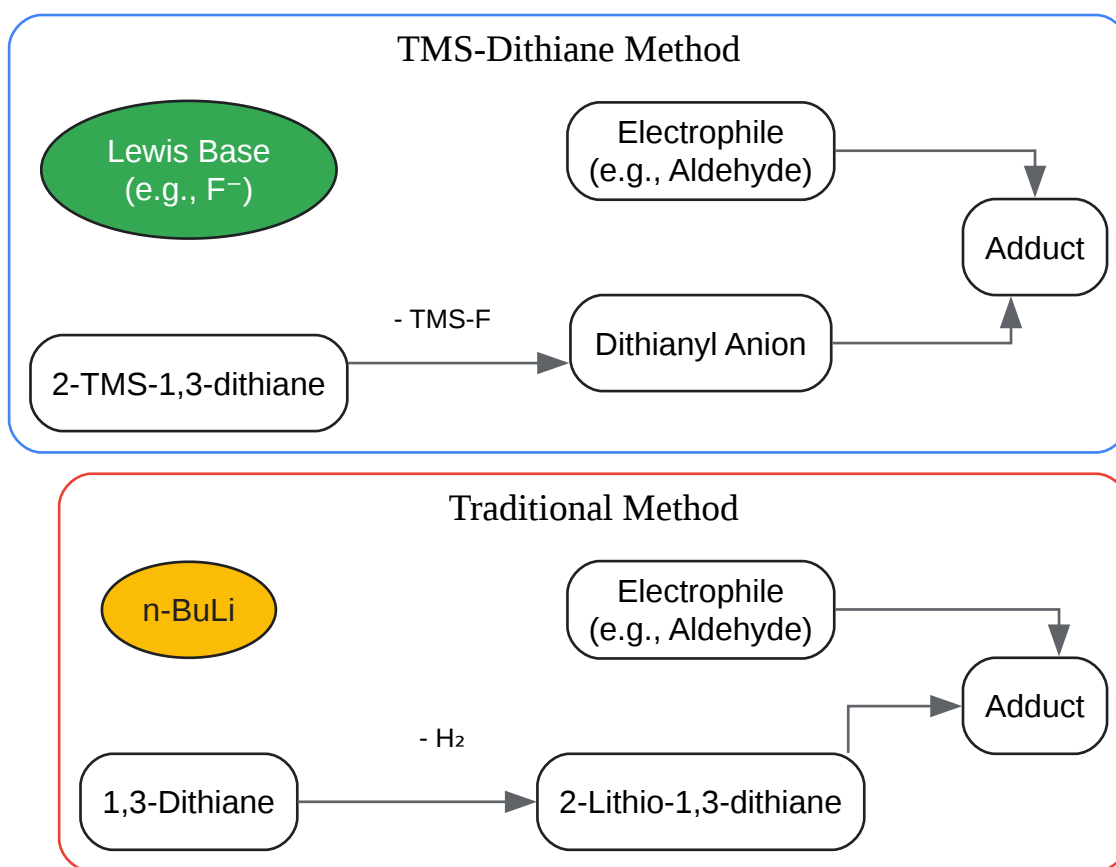 TMS-Dithiane Method
Lewis Base
(e.g., F⁻)
Electrophile
(e.g., Aldehyde)
Adduct
- TMS-F
2-TMS-1,3-dithiane
Dithianyl Anion
Traditional Method
n-BuLi
Electrophile
(e.g., Aldehyde)
Adduct
- H₂
1,3-Dithiane
2-Lithio-1,3-dithiane